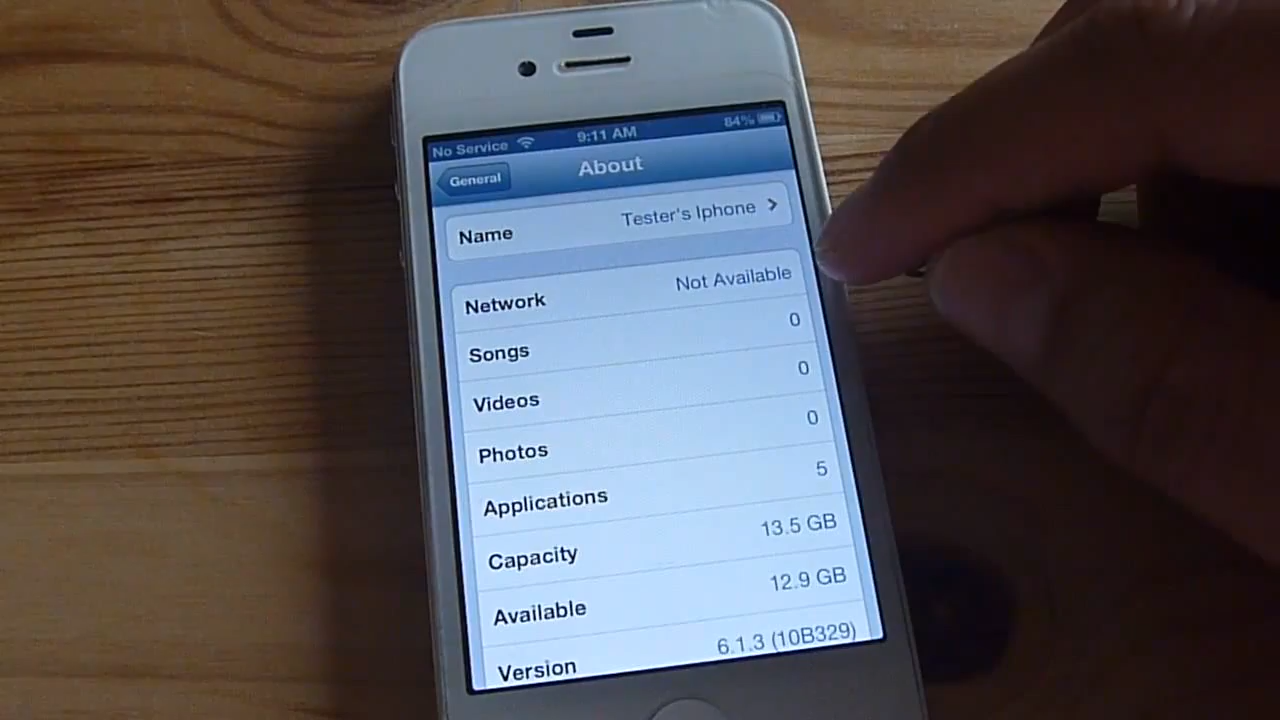 No Service 9:11 AM 84%
General About
Name Tester's Iphone
Network Not Available
Songs 0
Videos 0
Photos 0
Applications 5
Capacity 13.5 GB
Available 12.9 GB
Version 6.1.3 (10B329)